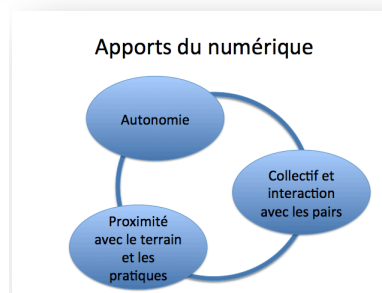 Apports du numérique
Autonomie
Collectif et
interaction
avec les pairs
Proximité
avec le terrain
et les
pratiques